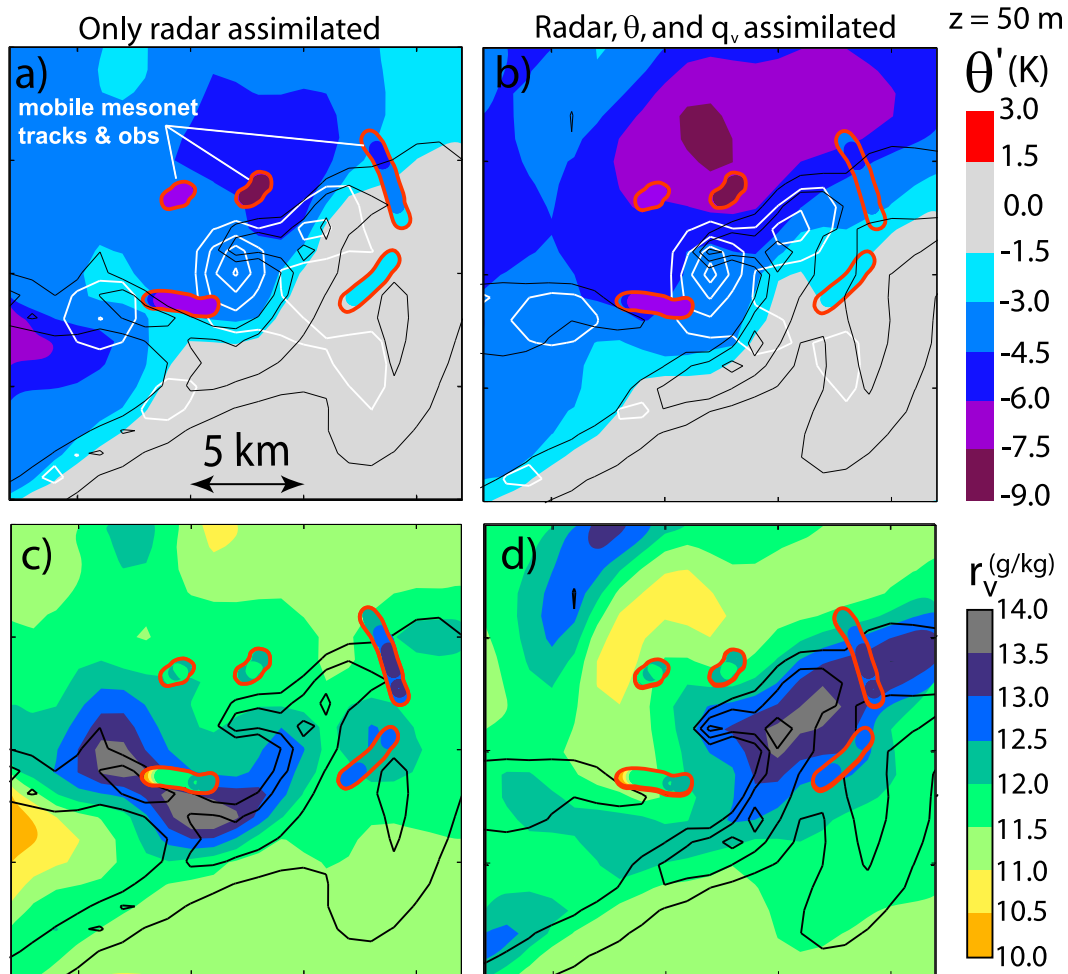 Only radar assimilated
Radar, θ, and qv assimilated
z = 50 m
a)
mobile mesonet
tracks & obs
5 km
b)
θ'(K)
3.0
1.5
0.0
-1.5
-3.0
-4.5
-6.0
-7.5
-9.0
c)
d)
rv(g/kg)
14.0
13.5
13.0
12.5
12.0
11.5
11.0
10.5
10.0